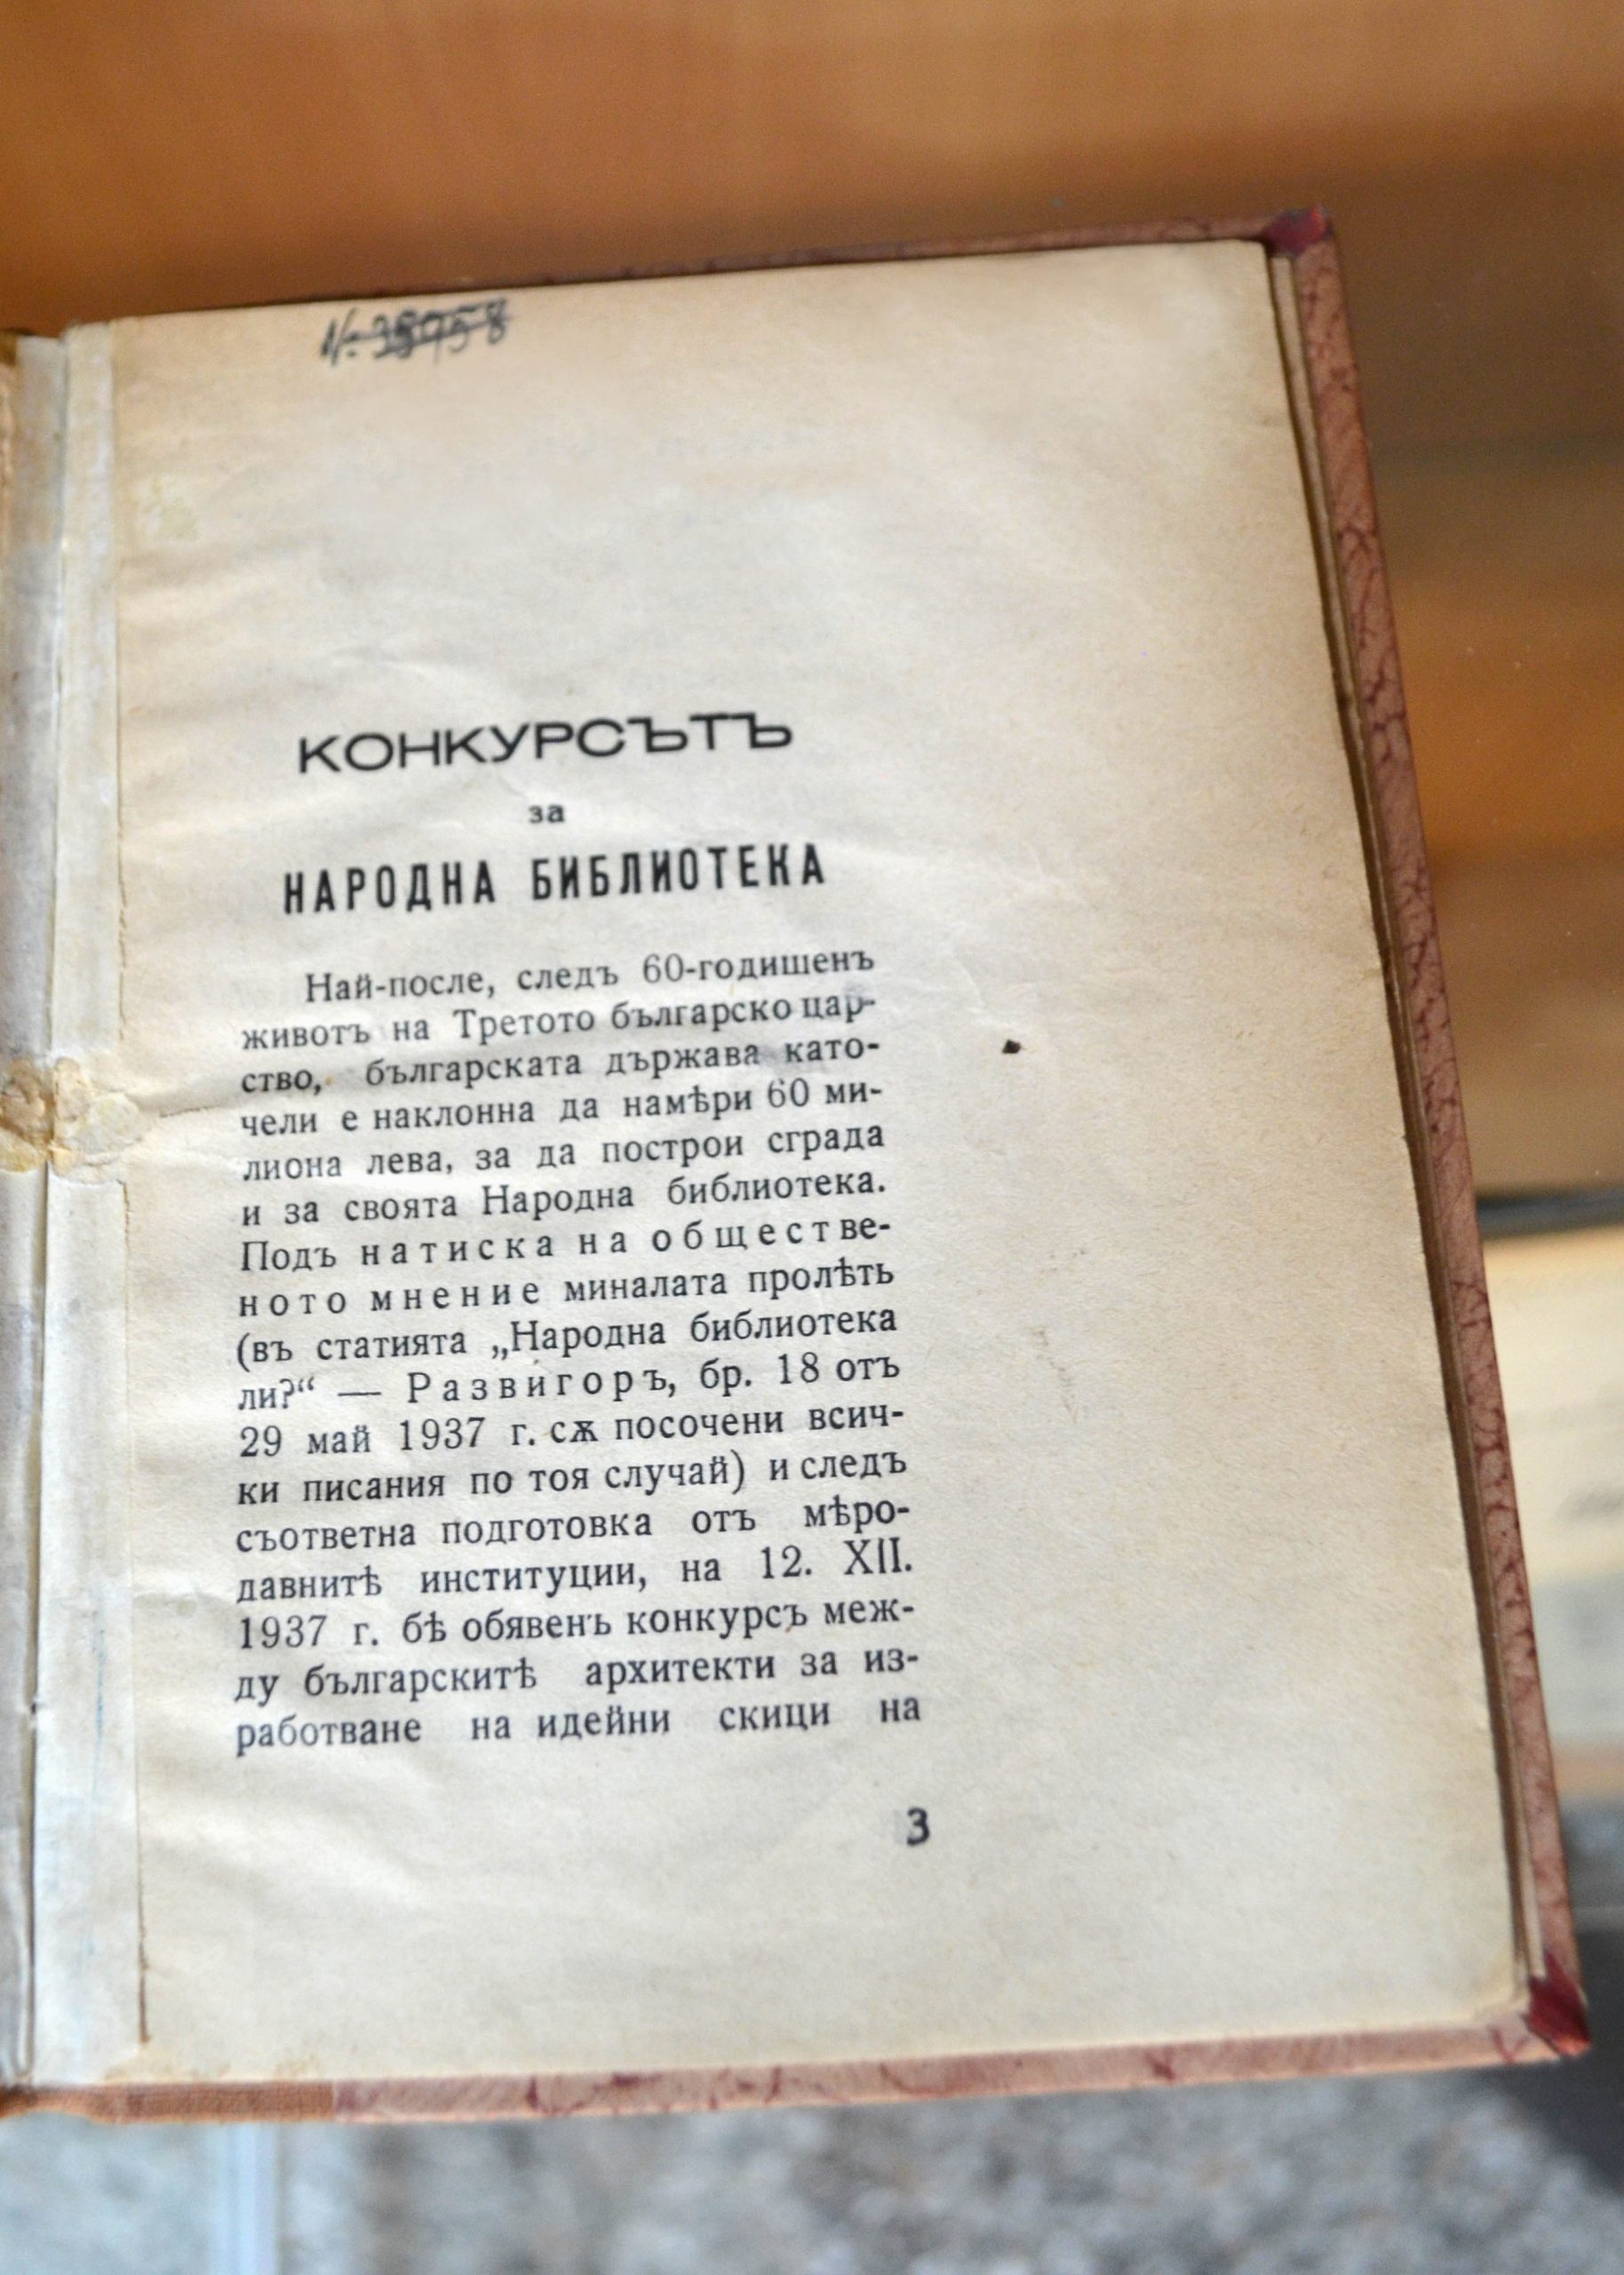 КОНКУРСЪТЪ
за
НАРОДНА БИБЛИОТЕКА
Най-после, следъ 60-годишенъ
животъ на Третото българско цар-
ство, българската държава като-
чели е наклонна да намѣри 60 ми-
лиона лева, за да построи сграда
и за своята Народна библиотека.
Подъ натиска на обществе-
ното мнение миналата пролѣть
(въ статията „Народна библиотека
ли?“ — Развигоръ, бр. 18 отъ
29 май 1937 г. сѫ посочени всич-
ки писания по тоя случай) и следъ
съответна подготовка отъ мѣро-
давнитѣ институции, на 12. XII.
1937 г. бѣ обявенъ конкурсъ меж-
ду българскитѣ архитекти за из-
работване на идейни скици на
3